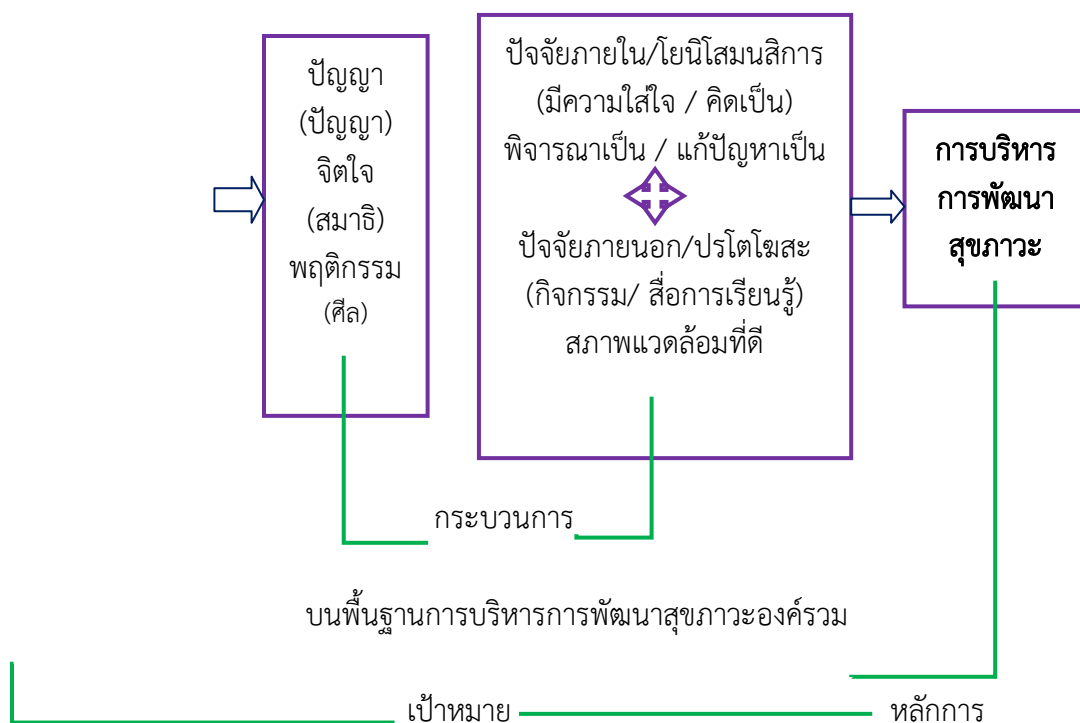 ปัญญา
(ปัญญา)
จิตใจ
(สมาธิ)
พฤติกรรม
(ศีล)
ปัจจัยภายใน/โยนิโสมนสิการ
(มีความใส่ใจ / คิดเป็น)
พิจารณาเป็น / แก้ปัญหาเป็น
ปัจจัยภายนอก/ปรโตโฆสะ
(กิจกรรม/ สื่อการเรียนรู้)
สภาพแวดล้อมที่ดี
การบริหาร
การพัฒนา
สุขภาวะ
กระบวนการ
บนพื้นฐานการบริหารการพัฒนาสุขภาวะองค์รวม
เป้าหมาย
หลักการ